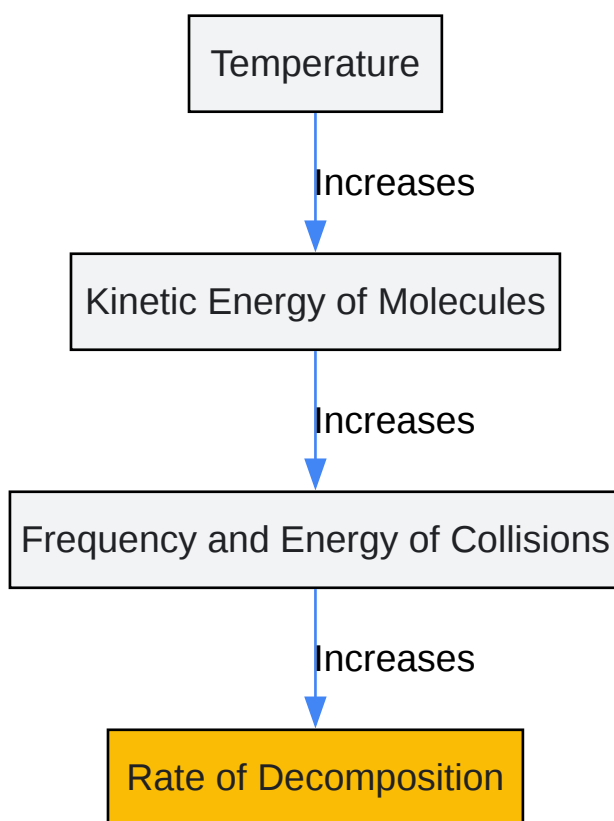 Temperature
Increases
Kinetic Energy of Molecules
Increases
Frequency and Energy of Collisions
Increases
Rate of Decomposition